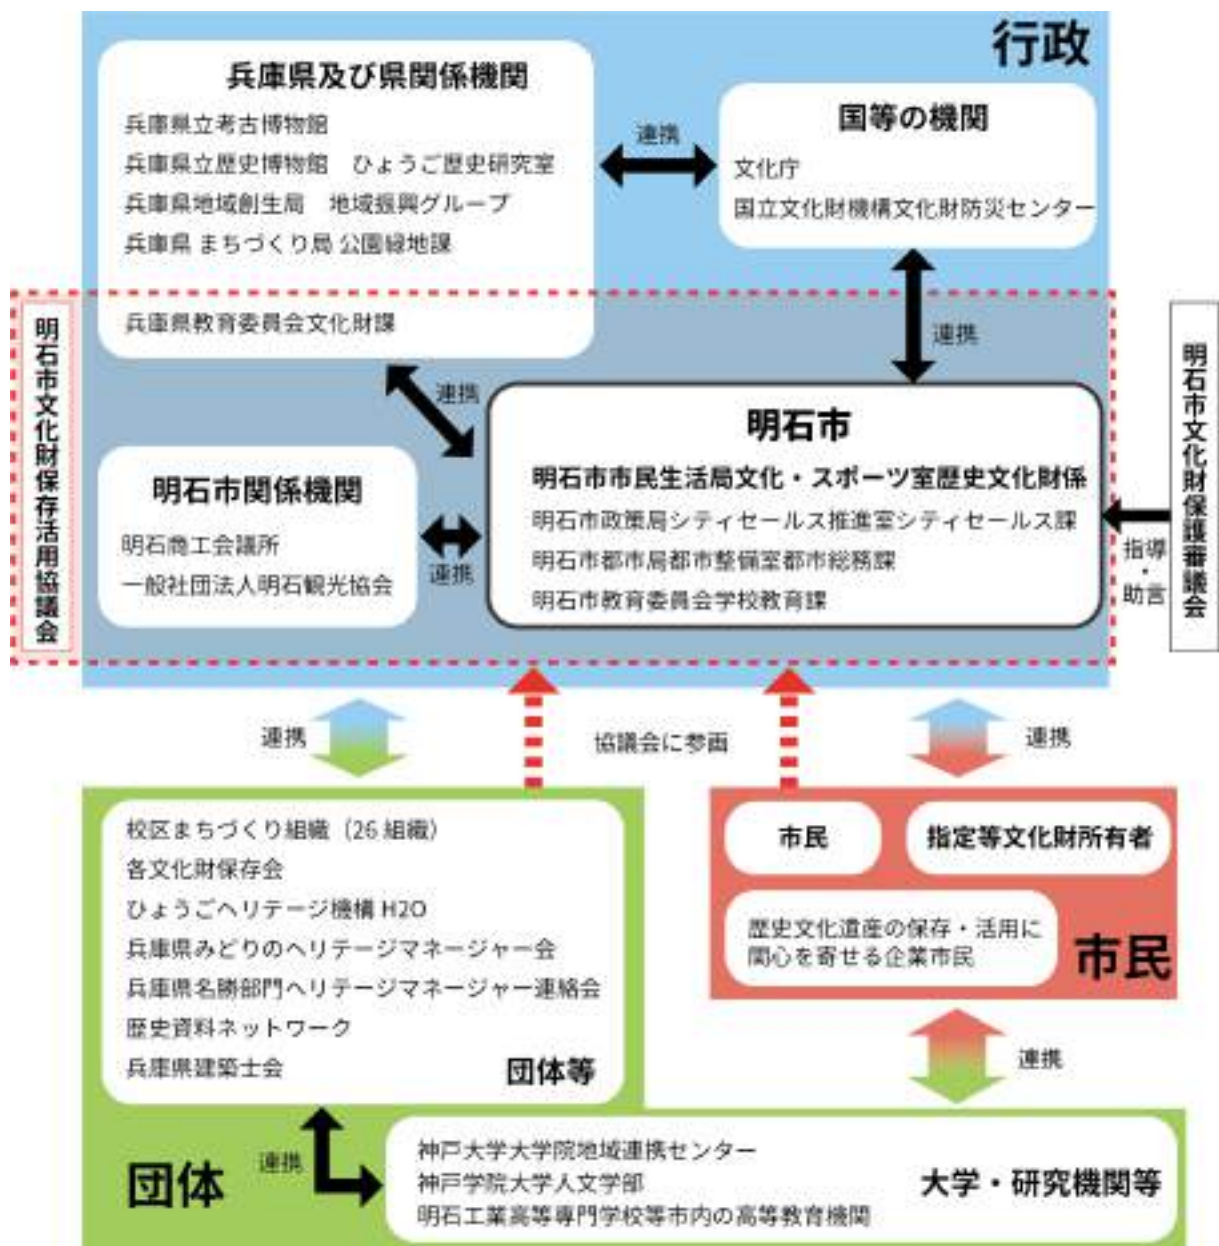 行政
兵庫県及び県関係機関
兵庫県立考古博物館
兵庫県立歴史博物館　ひょうご歴史研究室
兵庫県地域創生局　地域振興グループ
兵庫県 まちづくり局 公園緑地課
兵庫県教育委員会文化財課
連携
国等の機関
文化庁
国立文化財機構文化財防災センター
連携
連携
明石市文化財保存活用協議会
明石市関係機関
明石商工会議所
一般社団法人明石観光協会
連携
明石市
明石市市民生活局文化・スポーツ室歴史文化財係
明石市政策局シティセールス推進室シティセールス課
明石市都市局都市整備室都市総務課
明石市教育委員会学校教育課
明石市文化財保護審議会
指導
・
助言
連携
協議会に参画
連携
校区まちづくり組織（26 組織）
各文化財保存会
ひょうごヘリテージ機構 H2O
兵庫県みどりのヘリテージマネージャー会
兵庫県名勝部門ヘリテージマネージャー連絡会
歴史資料ネットワーク
兵庫県建築士会
団体等
市民
指定等文化財所有者
歴史文化遺産の保存・活用に
関心を寄せる企業市民
市民
連携
団体
連携
神戸大学大学院地域連携センター
神戸学院大学人文学部
明石工業高等専門学校等市内の高等教育機関
大学・研究機関等